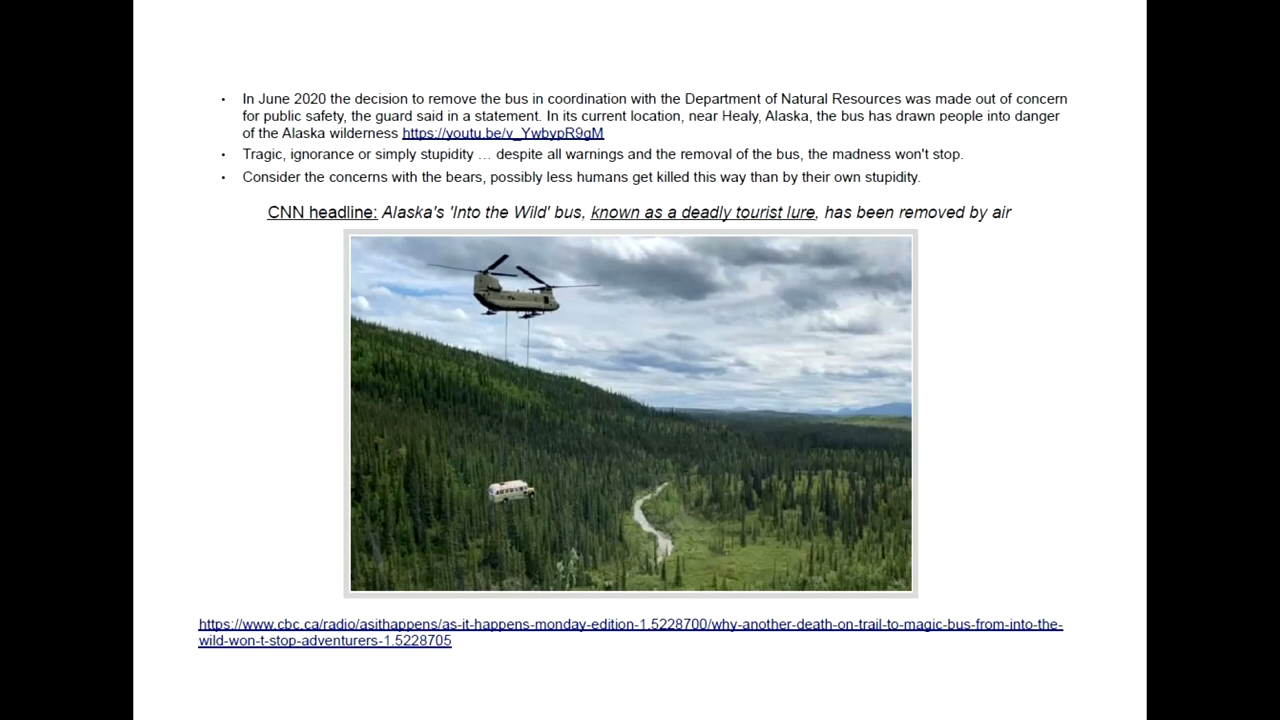 • In June 2020 the decision to remove the bus in coordination with the Department of Natural Resources was made out of concern
for public safety, the guard said in a statement. In its current location, near Healy, Alaska, the bus has drawn people into danger
of the Alaska wilderness https://youtu.be/v_YwbypR9gM
• Tragic, ignorance or simply stupidity … despite all warnings and the removal of the bus, the madness won't stop.
• Consider the concerns with the bears, possibly less humans get killed this way than by their own stupidity.
CNN headline: Alaska's 'Into the Wild' bus, known as a deadly tourist lure, has been removed by air
https://www.cbc.ca/radio/asithappens/as-it-happens-monday-edition-1.5228700/why-another-death-on-trail-to-magic-bus-from-into-the-
wild-won-t-stop-adventurers-1.5228705